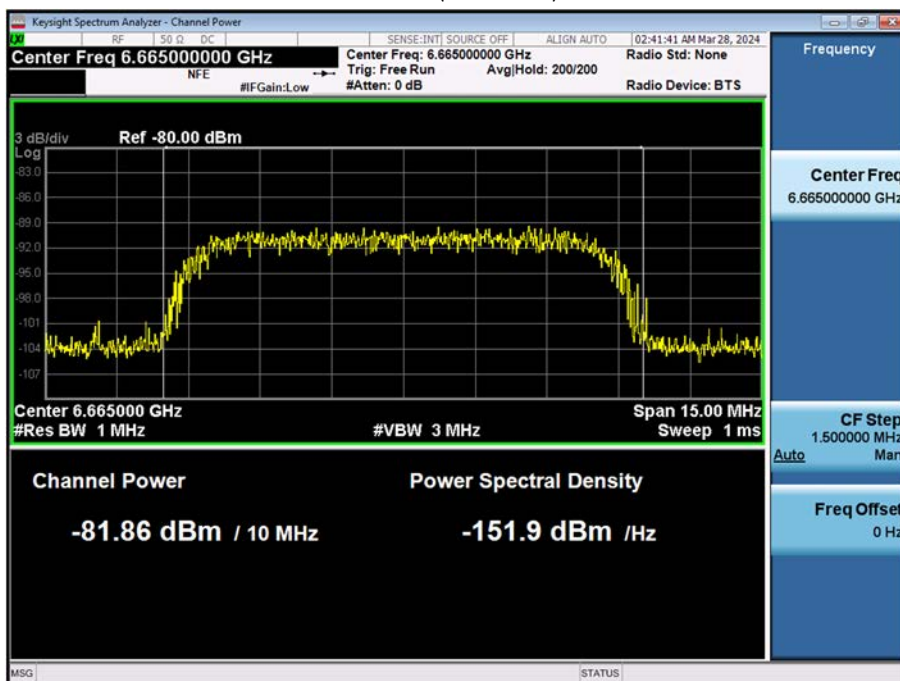 Keysight Spectrum Analyzer - Channel Power
LXI RF 50 Ω DC SENSE:INT SOURCE OFF ALIGN AUTO 02:41:41 AM Mar 28, 2024
Center Freq 6.665000000 GHz
NFE
#IFGain:Low
Center Freq: 6.665000000 GHz
Trig: Free Run Avg|Hold: 200/200
#Atten: 0 dB
Radio Std: None
Radio Device: BTS
3 dB/div Ref -80.00 dBm
Log
-83.0
-86.0
-89.0
-92.0
-95.0
-98.0
-101
-104
-107
Center 6.665000 GHz Span 15.00 MHz
#Res BW 1 MHz #VBW 3 MHz Sweep 1 ms
Channel Power Power Spectral Density
-81.86 dBm / 10 MHz -151.9 dBm /Hz
Frequency
Center Freq
6.665000000 GHz
CF Step
1.500000 MHz
Auto Man
Freq Offset
0 Hz
MSG STATUS